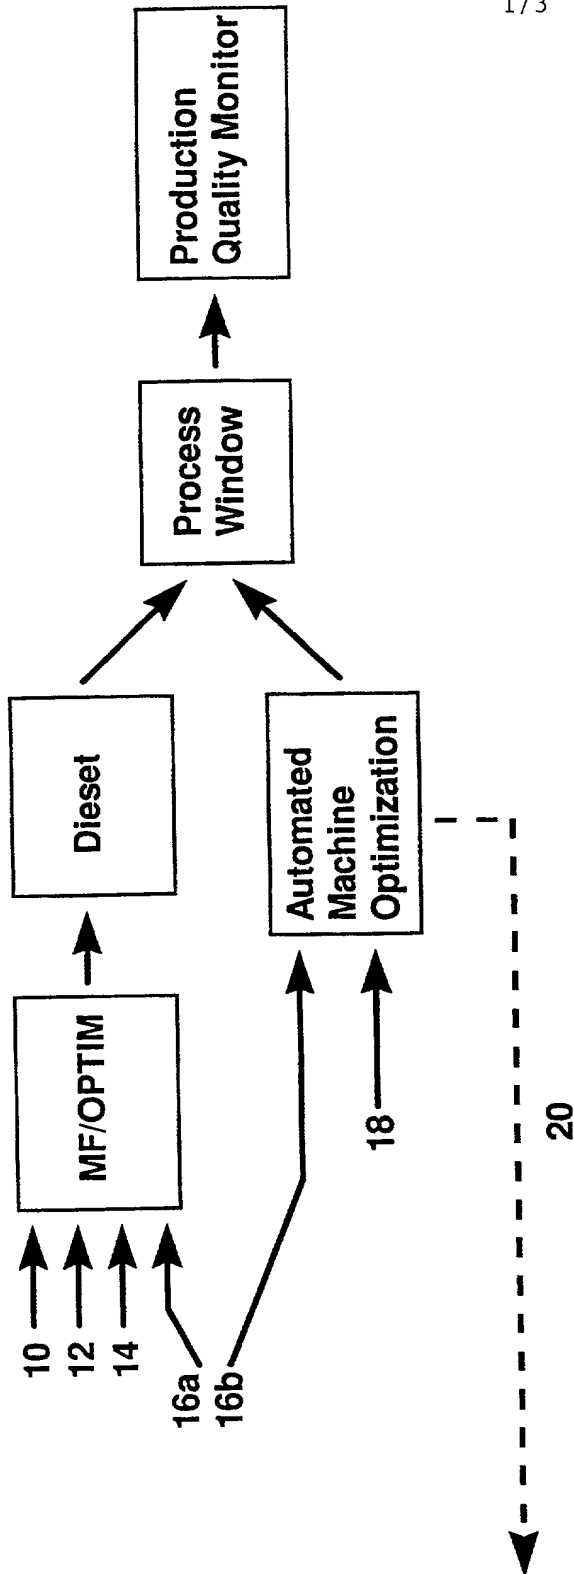 1/3
10
12
14
16a
16b
MF/OPTIM
Dieset
18
Automated
Machine
Optimization
Process
Window
Production
Quality Monitor
20